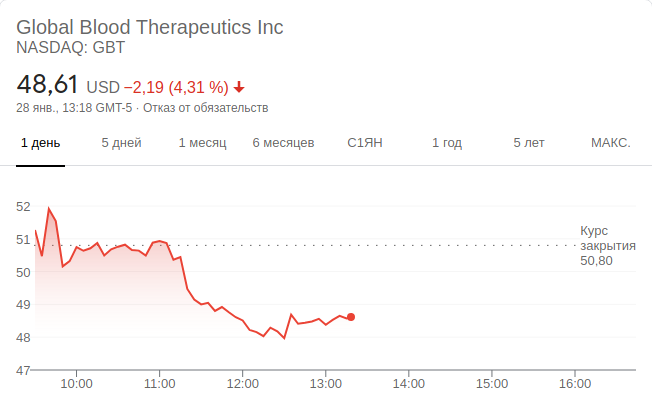 Global Blood Therapeutics Inc
NASDAQ: GBT
48,61 USD −2,19 (4,31 %)
28 янв., 13:18 GMT-5 · Отказ от обязательств
1 день 5 дней 1 месяц 6 месяцев С1ЯН 1 год 5 лет МАКС.
52
51
50
49
48
47
Курс
закрытия
50,80
10:00 11:00 12:00 13:00 14:00 15:00 16:00